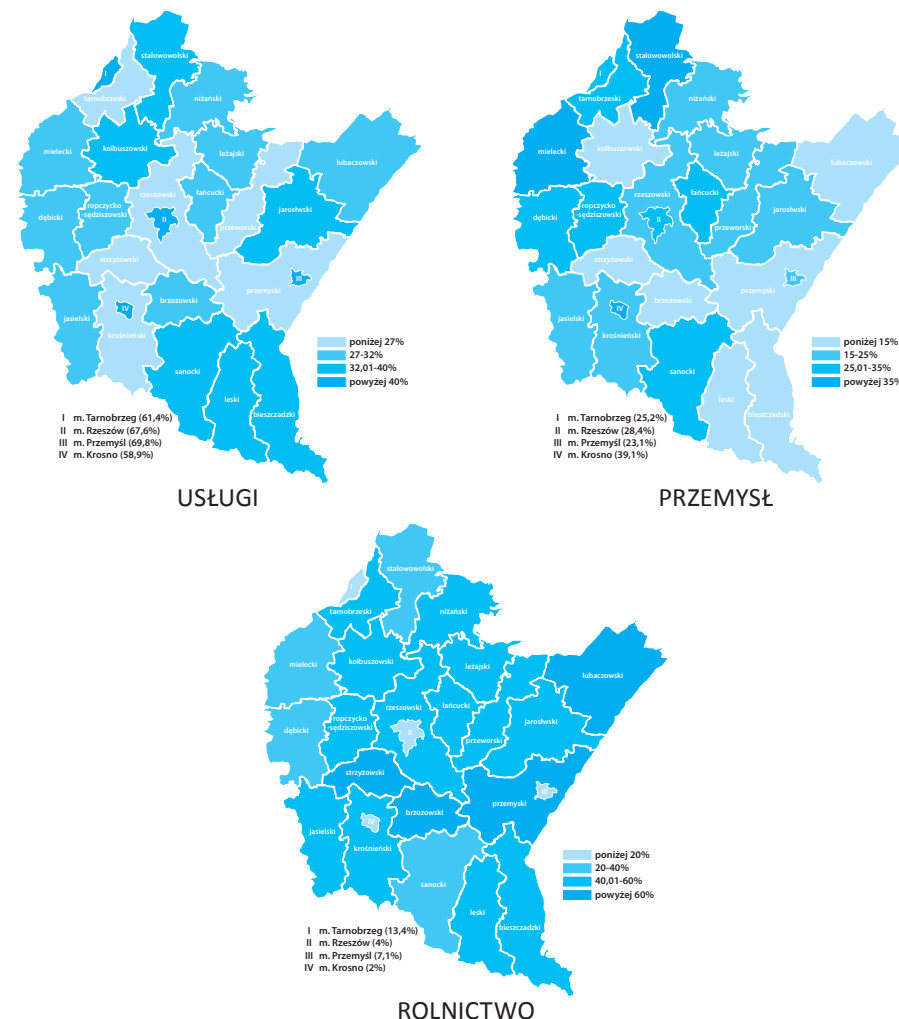 stalowowolski
I
tarnobrzeski
niżański
mielecki
kolbuszowski
leżajski
lubaczowski
rzeszowski
łańcucki
ropczycko
-sędziszowski
dębicki
II
jarosłwski
przeworski
strzyżowski
przemyski
III
brzozowski
IV
jasielski
krośnieński
sanocki
leski
bieszczadzki
poniżej 27%
27-32%
32,01-40%
powyżej 40%
I m. Tarnobrzeg (61,4%)
II m. Rzeszów (67,6%)
III m. Przemyśl (69,8%)
IV m. Krosno (58,9%)
USŁUGI
stalowowolski
I
tarnobrzeski
niżański
mielecki
kolbuszowski
leżajski
lubaczowski
rzeszowski
łańcucki
ropczycko
-sędziszowski
dębicki
II
jarosłwski
przeworski
strzyżowski
przemyski
III
brzozowski
IV
jasielski
krośnieński
sanocki
leski
bieszczadzki
poniżej 15%
15-25%
25,01-35%
powyżej 35%
I m. Tarnobrzeg (25,2%)
II m. Rzeszów (28,4%)
III m. Przemyśl (23,1%)
IV m. Krosno (39,1%)
PRZEMYSŁ
stalowowolski
I
tarnobrzeski
niżański
mielecki
kolbuszowski
leżajski
lubaczowski
rzeszowski
łańcucki
ropczycko
-sędziszowski
dębicki
II
jarosłwski
przeworski
strzyżowski
przemyski
III
brzozowski
IV
jasielski
krośnieński
sanocki
leski
bieszczadzki
poniżej 20%
20-40%
40,01-60%
powyżej 60%
I m. Tarnobrzeg (13,4%)
II m. Rzeszów (4%)
III m. Przemyśl (7,1%)
IV m. Krosno (2%)
ROLNICTWO